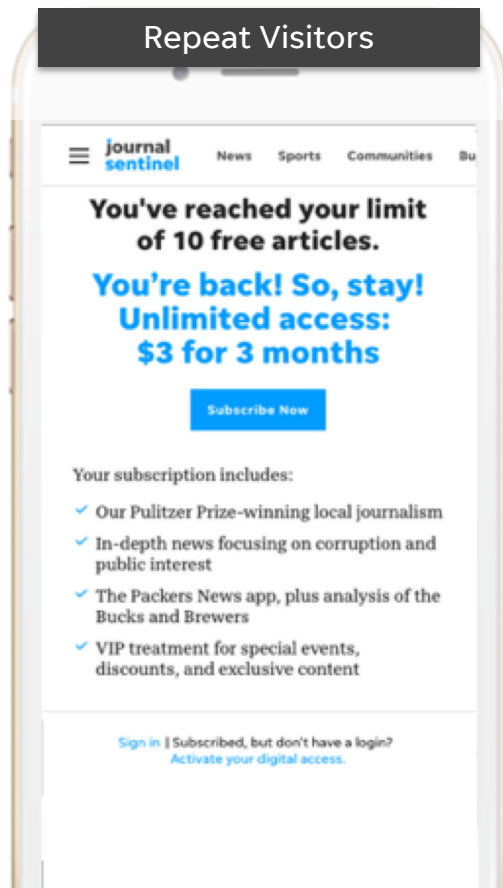 Repeat Visitors
journal
sentinel
News Sports Communities Bu
You've reached your limit
of 10 free articles.
You're back! So, stay!
Unlimited access:
$3 for 3 months
Subscribe Now
Your subscription includes:
Our Pulitzer Prize-winning local journalism
In-depth news focusing on corruption and
public interest
The Packers News app, plus analysis of the
Bucks and Brewers
VIP treatment for special events,
discounts, and exclusive content
Sign in | Subscribed, but don't have a login?
Activate your digital access.